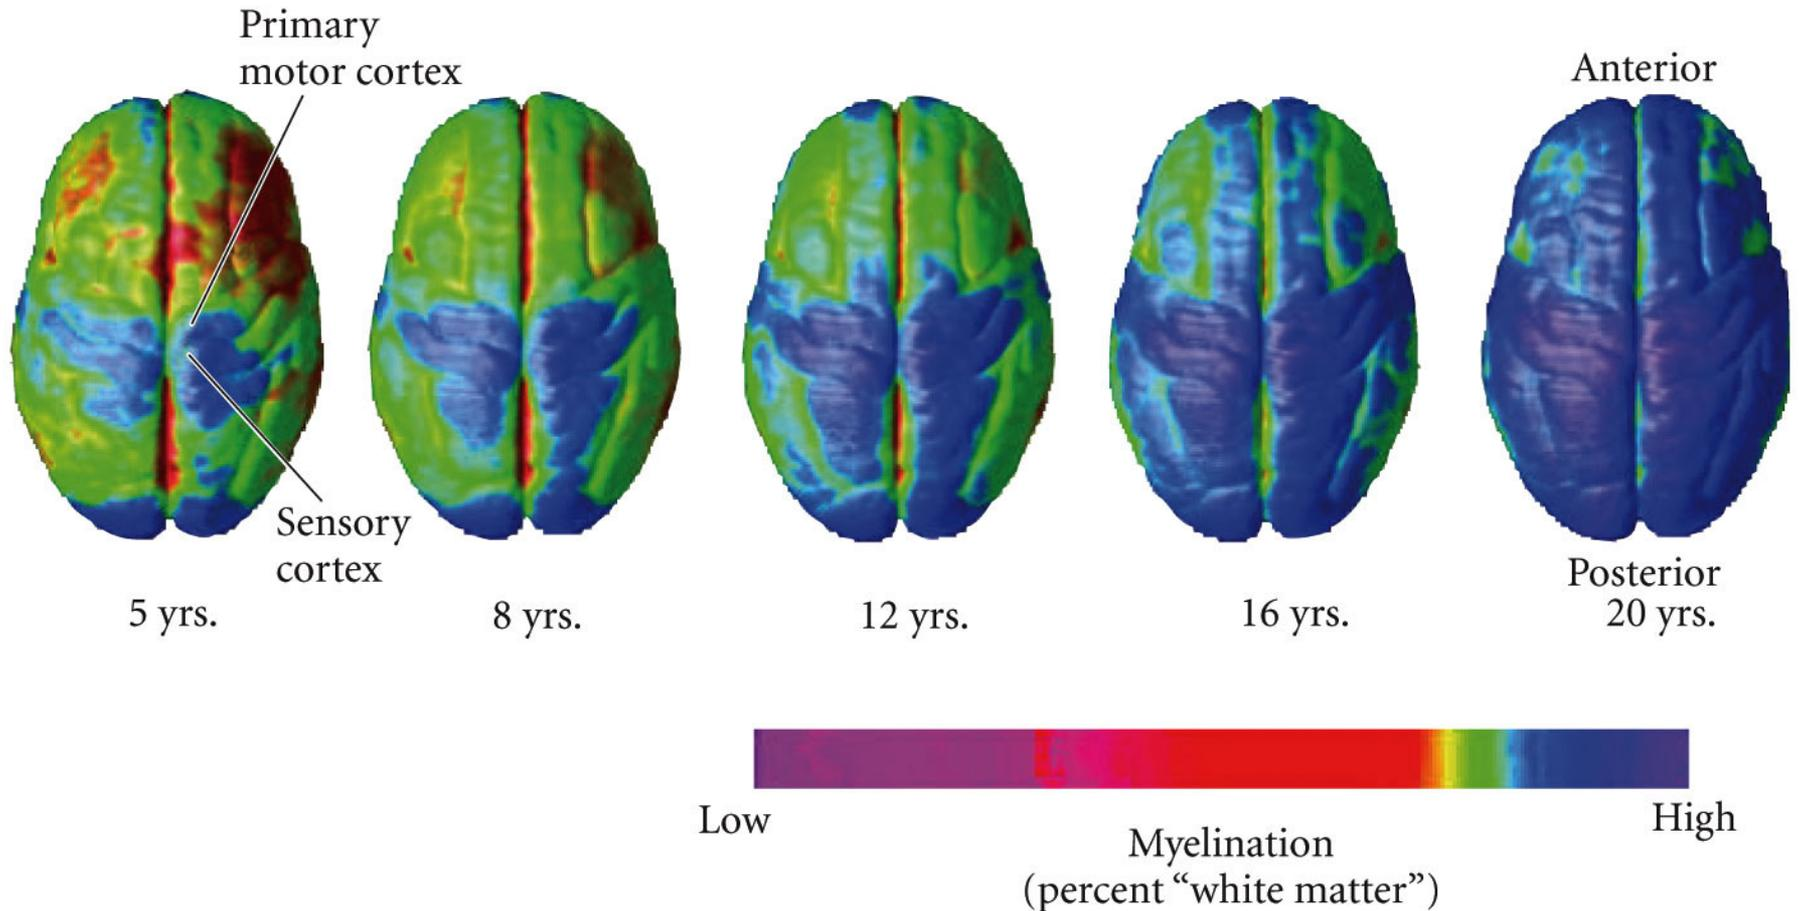 Primary
motor cortex
Anterior
Sensory
cortex
Posterior
5 yrs.
8 yrs.
12 yrs.
16 yrs.
20 yrs.
Low
High
Myelination
(percent “white matter”)